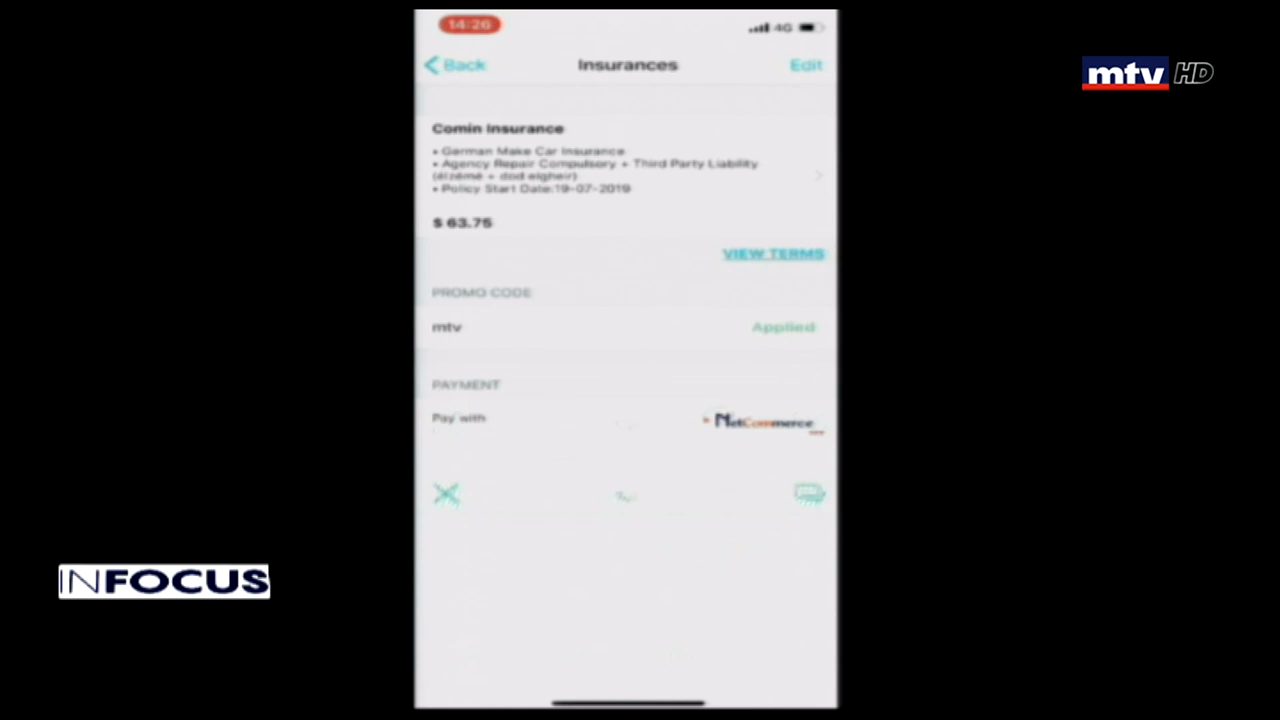 14:26
4G
Back
Insurances
Edit
mtv HD
Comin Insurance
• German Make Car Insurance
• Agency Repair Compulsory + Third Party Liability
(elzémé + dod elgheir)
• Policy Start Date:19-07-2019
$ 63.75
VIEW TERMS
PROMO CODE
mtv
Applied
PAYMENT
Pay with
NetCommerce
INFOCUS